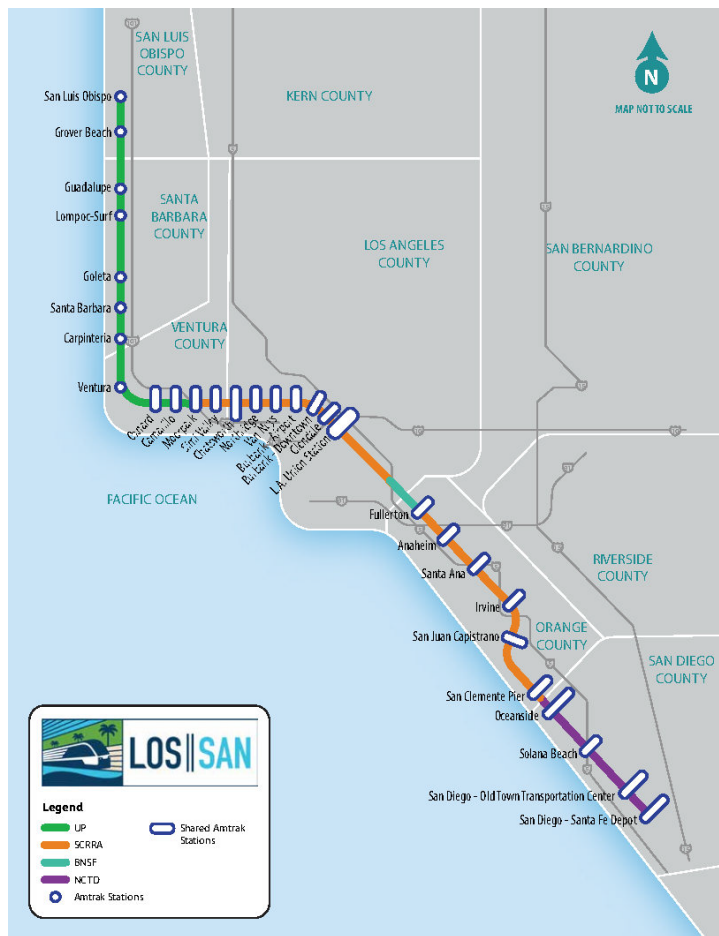 SAN LUIS
OBISPO
COUNTY
KERN COUNTY
N
MAP NOT TO SCALE
San Luis Obispo
Grover Beach
Guadalupe
Lompoc-Surf
SANTA
BARBARA
COUNTY
LOS ANGELES
COUNTY
SAN BERNARDINO
COUNTY
Goleta
Santa Barbara
Carpinteria
VENTURA
COUNTY
Ventura
Oxnard
Camarillo
Moorpark
Simi Valley
Chatsworth
Northridge
Van Nuys
Burbank - Airport
Burbank - Downtown
Glendale
L.A. Union Station
PACIFIC OCEAN
Fullerton
Anaheim
Santa Ana
Irvine
San Juan Capistrano
RIVERSIDE
COUNTY
ORANGE
COUNTY
SAN DIEGO
COUNTY
San Clemente Pier
Oceanside
Solana Beach
San Diego – Old Town Transportation Center
San Diego – Santa Fe Depot
LOS SAN
Legend
UP
SCRRA
BNSF
NCTD
Amtrak Stations
Shared Amtrak
Stations